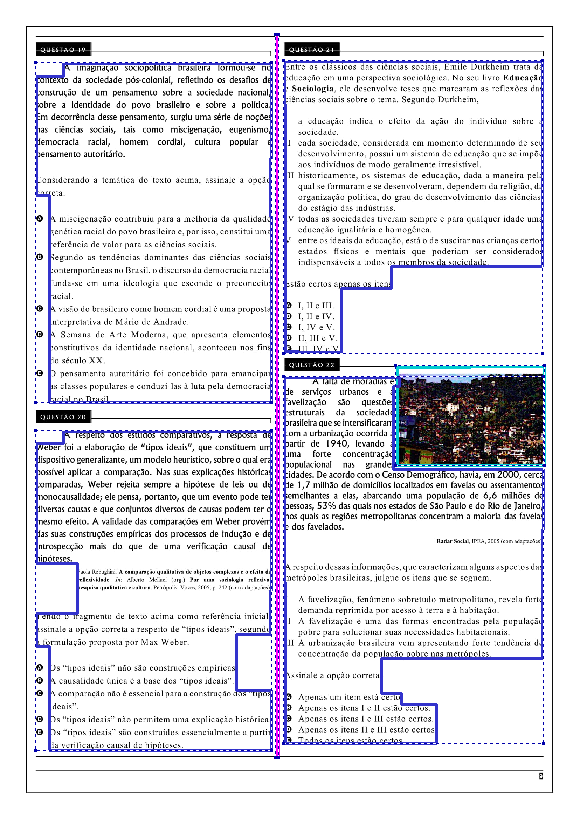 QUESTÃO 19
A imaginação sociopolítica brasileira formou-se no
contexto da sociedade pós-colonial, refletindo os desafios de
construção de um pensamento sobre a sociedade nacional,
sobre a identidade do povo brasileiro e sobre a política.
Em decorrência desse pensamento, surgiu uma série de noções
nas ciências sociais, tais como miscigenação, eugenismo,
democracia racial, homem cordial, cultura popular e
pensamento autoritário.
Considerando a temática do texto acima, assinale a opção
correta.
A A miscigenação contribuiu para a melhoria da qualidade
genética racial do povo brasileiro e, por isso, constitui uma
referência de valor para as ciências sociais.
B Segundo as tendências dominantes das ciências sociais
contemporâneas no Brasil, o discurso da democracia racial
funda-se em uma ideologia que esconde o preconceito
racial.
C A visão do brasileiro como homem cordial é uma proposta
interpretativa de Mário de Andrade.
D A Semana de Arte Moderna, que apresenta elementos
constitutivos da identidade nacional, aconteceu nos fins
do século XX.
E O pensamento autoritário foi concebido para emancipar
as classes populares e conduzi-las à luta pela democracia
racial no Brasil.
QUESTÃO 20
A respeito dos estudos comparativos, a resposta de
Weber foi a elaboração de “tipos ideais”, que constituem um
dispositivo generalizante, um modelo heurístico, sobre o qual era
possível aplicar a comparação. Nas suas explicações históricas
comparadas, Weber rejeita sempre a hipótese de leis ou de
monocausalidade; ele pensa, portanto, que um evento pode ter
diversas causas e que conjuntos diversos de causas podem ter o
mesmo efeito. A validade das comparações em Weber provém
das suas construções empíricas dos processos de indução e de
introspecção mais do que de uma verificação causal de
hipóteses.
Paola Rebughini. A comparação qualitativa de objetos complexos e o efeito da
reflexividade. In: Alberto Melucci (org.) Por uma sociologia reflexiva:
pesquisa qualitativa e cultura. Petrópolis: Vozes, 2005, p.
Tendo o fragmento de texto acima como referência inicial,
assinale a opção correta a respeito de “tipos ideais”, segundo
a formulação proposta por Max Weber.
A Os “tipos ideais” não são construções empíricas.
B A causalidade única é a base dos “tipos ideais”.
C A comparação não é essencial para a construção dos “tipos
ideais”.
D Os “tipos ideais” não permitem uma explicação histórica.
E Os “tipos ideais” são construídos essencialmente a partir
da verificação causal de hipóteses.
QUESTÃO 21
Entre os clássicos das ciências sociais, Émile Durkheim trata da
educação em uma perspectiva sociológica. No seu livro Educação
e Sociologia, ele desenvolve teses que marcaram as reflexões das
ciências sociais sobre o tema. Segundo Durkheim,
a educação indica o efeito da ação do indivíduo sobre a
sociedade.
II cada sociedade, considerada em momento determinado de seu
desenvolvimento, possui um sistema de educação que se impõe
aos indivíduos de modo geralmente irresistível.
III historicamente, os sistemas de educação, dada a maneira pela
qual se formaram e se desenvolveram, dependem da religião, da
organização política, do grau de desenvolvimento das ciências,
do estágio das indústrias.
IV todas as sociedades tiveram sempre e para qualquer idade uma
educação igualitária e homogênea.
V entre os ideais da educação, está o de suscitar nas crianças certos
estados físicos e mentais que poderiam ser considerados
indispensáveis a todos os membros da sociedade.
Estão certos apenas os itens
A I, II e III.
B I, II e IV.
C I, IV e V.
D II, III e V.
E III, IV e V.
QUESTÃO 22
A falta de moradias e
de serviços urbanos e a
favelização são questões
estruturais da sociedade
brasileira que se intensificaram
com a urbanização ocorrida a
partir de 1940, levando a
uma forte concentração
populacional nas grandes
cidades. De acordo com o Censo Demográfico, havia, em 2000, cerca
de 1,7 milhão de domicílios localizados em favelas ou assentamentos
semelhantes a elas, abarcando uma população de 6,6 milhões de
pessoas, 53% das quais nos estados de São Paulo e do Rio de Janeiro,
nos quais as regiões metropolitanas concentram a maioria das favelas
e dos favelados.
Radar Social, IPEA, 2005 (com adaptações).
A respeito dessas informações, que caracterizam alguns aspectos das
metrópoles brasileiras, julgue os itens que se seguem.
A favelização, fenômeno sobretudo metropolitano, revela forte
demanda reprimida por acesso à terra e à habitação.
II A favelização é uma das formas encontradas pela população
pobre para solucionar suas necessidades habitacionais.
III A urbanização brasileira vem apresentando forte tendência de
concentração da população pobre nas metrópoles.
Assinale a opção correta.
A Apenas um item está certo.
B Apenas os itens I e II estão certos.
C Apenas os itens I e III estão certos.
D Apenas os itens II e III estão certos.
E Todos os itens estão certos.